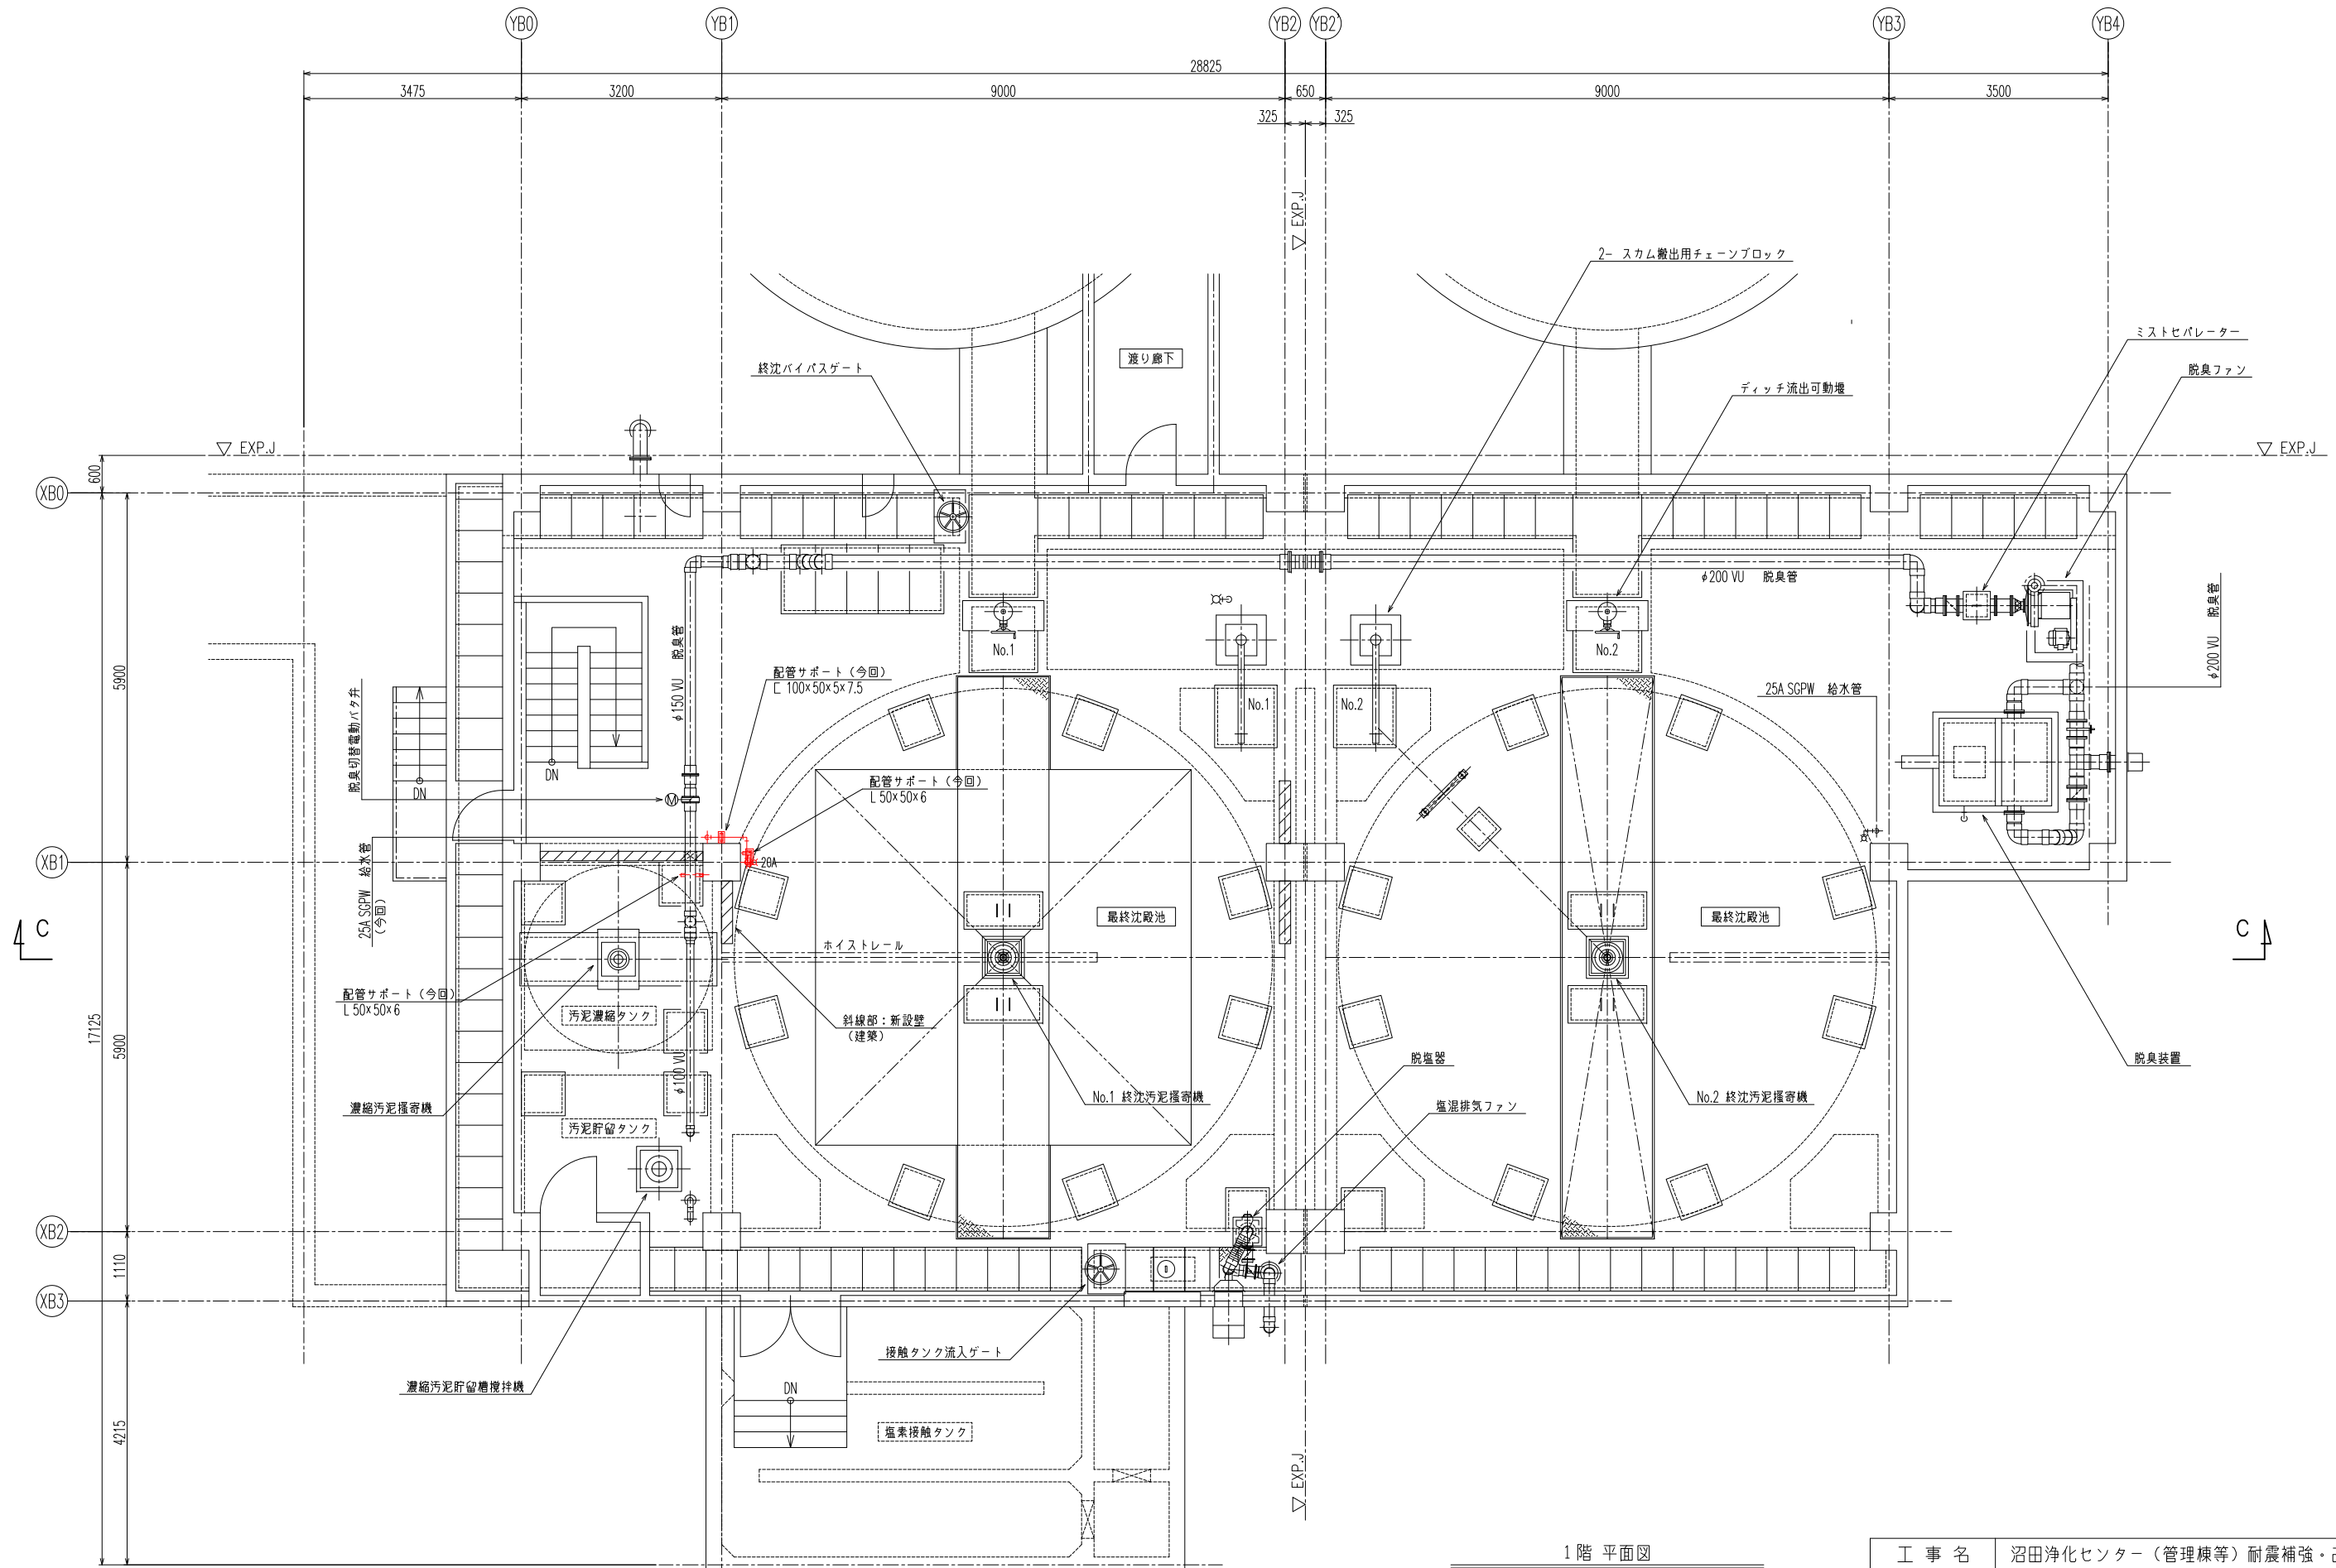 YB0
YB1
YB2
YB2'
YB3
YB4
28825
3475
3200
9000
650
9000
3500
325
325
▽ EXP.J
2- スカム搬出用チェーンブロック
ミストセパレーター
渡り廊下
終沈バイパスゲート
脱臭ファン
ディッチ流出可動堰
▽ EXP.J
▽ EXP.J
600
XB0
φ200 VU 脱臭管
φ200 VU 脱臭管
φ150 VU 脱臭管
No.1
No.2
5900
配管サポート(今回)
[ 100×50×5×7.5
25A SGPW 給水管
No.1
No.2
脱臭切替電動バタ弁
DN
DN
配管サポート(今回)
L 50×50×6
M
20A
XB1
25A SGPW 給水管
(今回)
C
最終沈殿池
最終沈殿池
C
ホイストレール
配管サポート(今回)
L 50×50×6
汚泥濃縮タンク
斜線部:新設壁
(建築)
17125
5900
脱塩器
脱臭装置
φ100 VU
濃縮汚泥掻寄機
No.1 終沈汚泥掻寄機
塩混排気ファン
No.2 終沈汚泥掻寄機
汚泥貯留タンク
XB2
1110
XB3
接触タンク流入ゲート
濃縮汚泥貯留槽撹拌機
DN
4215
塩素接触タンク
▽ EXP.J
1階 平面図
工 事 名
沼田浄化センター(管理棟等)耐震補強・